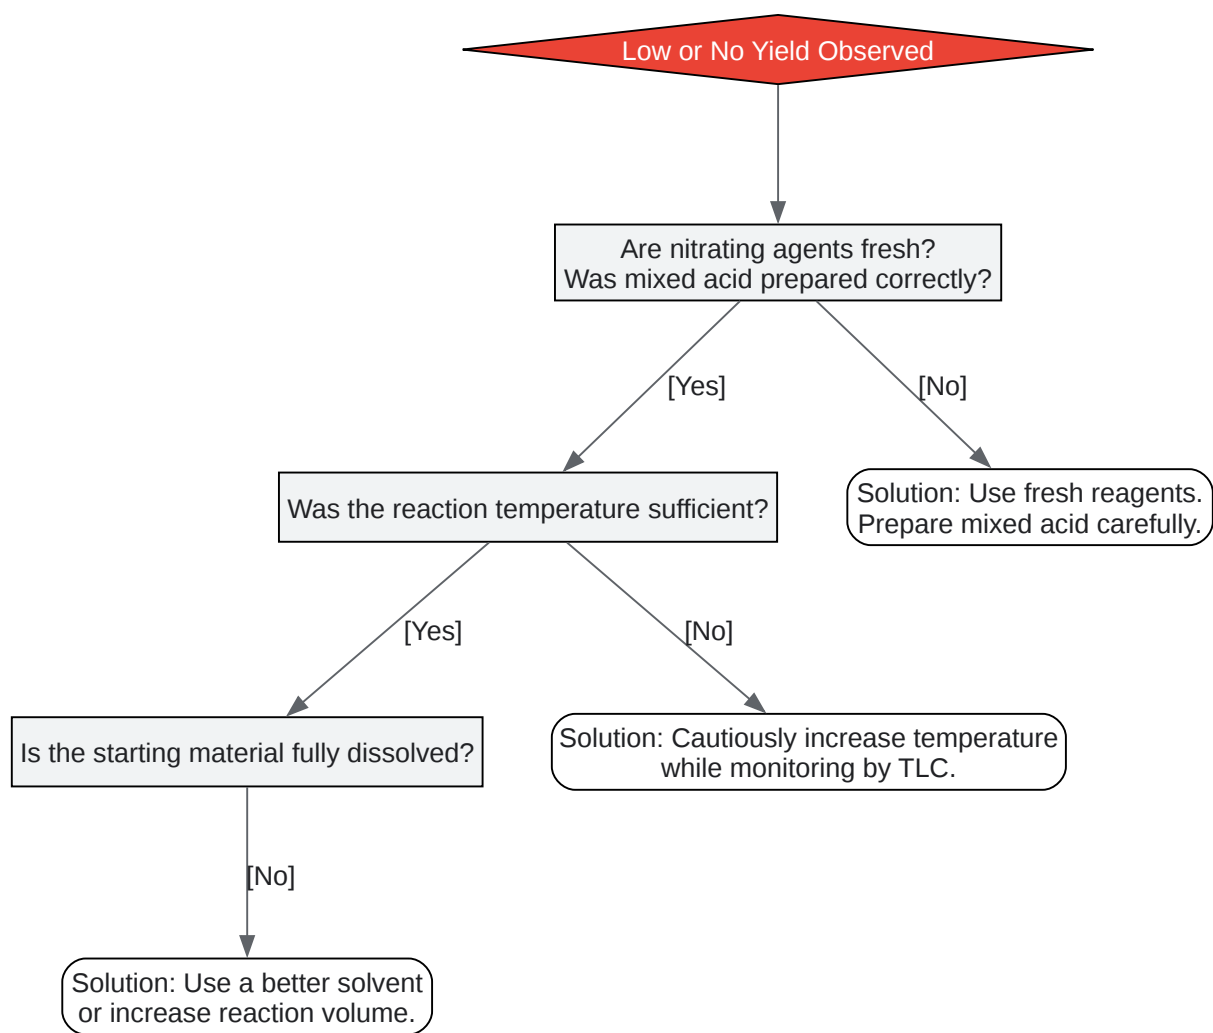 Low or No Yield Observed
Are nitrating agents fresh?
Was mixed acid prepared correctly?
[Yes]
[No]
Was the reaction temperature sufficient?
Solution: Use fresh reagents.
Prepare mixed acid carefully.
[Yes]
[No]
Is the starting material fully dissolved?
Solution: Cautiously increase temperature
while monitoring by TLC.
[No]
Solution: Use a better solvent
or increase reaction volume.